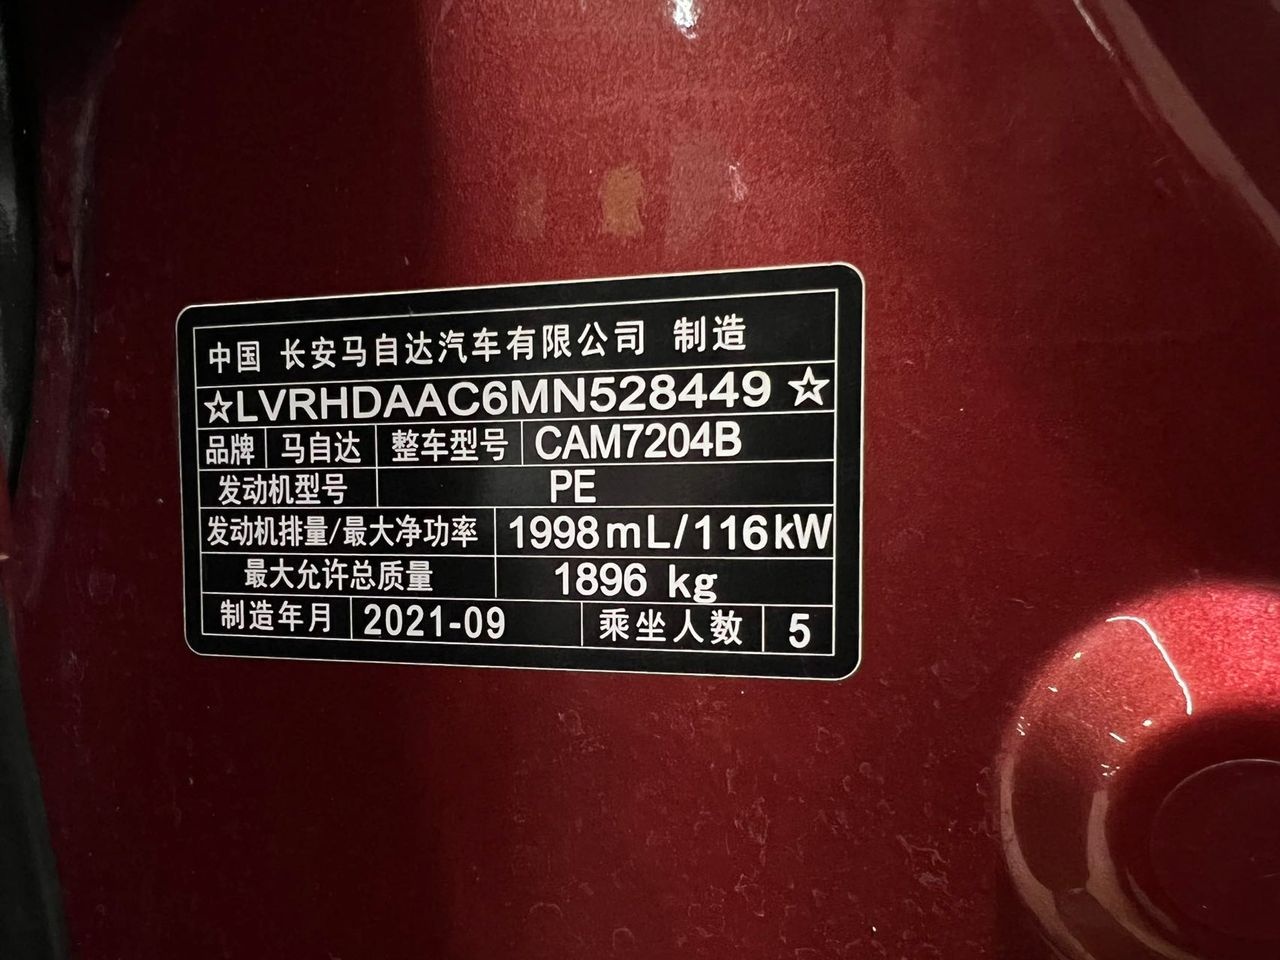 中国 长安马自达汽车有限公司 制造
☆LVRHDAAC6MN528449☆
品牌 马自达 整车型号 CAM7204B
发动机型号 PE
发动机排量/最大净功率 1998mL/116kW
最大允许总质量 1896 kg
制造年月 2021-09 乘坐人数 5